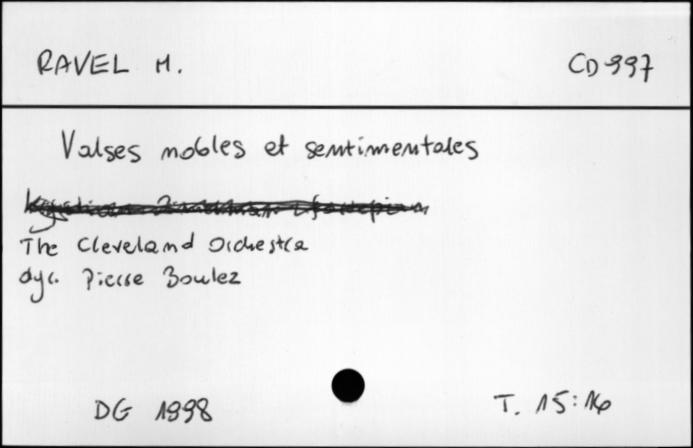 RAVEL M.
CD 997
Valses nobles et sentimentales
The Cleveland Orchestra
dyr. Pierre Boulez
DG 1998
T. 15:16